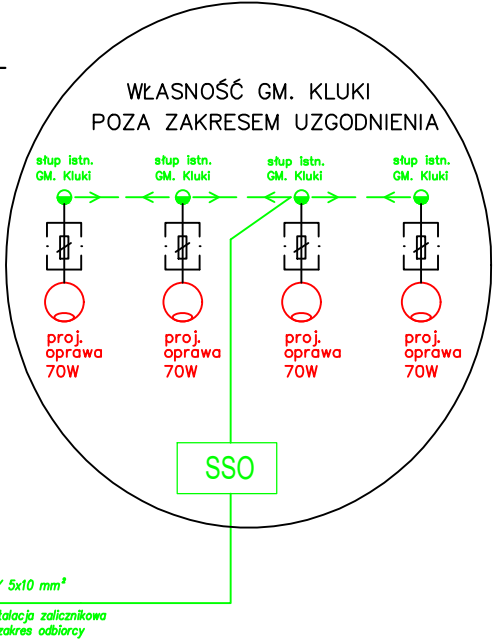 WŁASNOŚĆ GM. KLUKI
POZA ZAKRESEM UZGODNIENIA
słup istn.
GM. Kluki
słup istn.
GM. Kluki
słup istn.
GM. Kluki
słup istn.
GM. Kluki
proj.
oprawa
70W
proj.
oprawa
70W
proj.
oprawa
70W
proj.
oprawa
70W
SSO
5x10 mm²
zalicznikowa
zakres odbiorcy